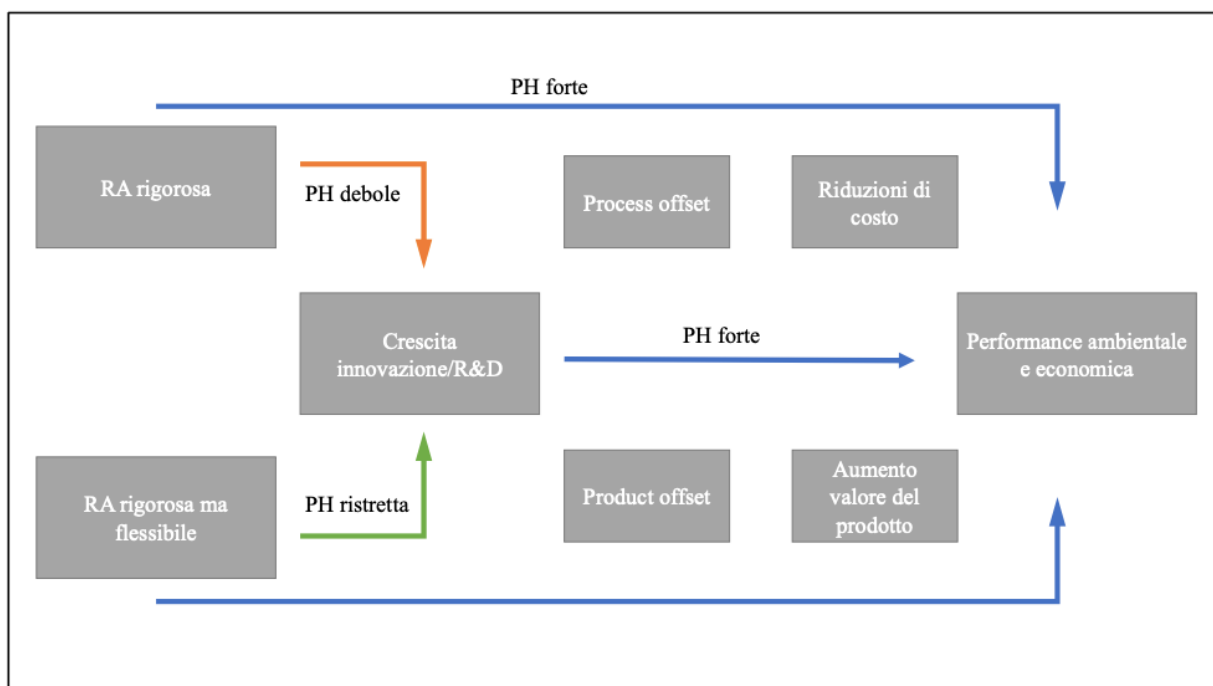 PH forte
RA rigorosa
PH debole
Process offset
Riduzioni di
costo
Crescita
innovazione/R&D
PH forte
Performance ambientale
e economica
RA rigorosa ma
flessibile
PH ristretta
Product offset
Aumento
valore del
prodotto